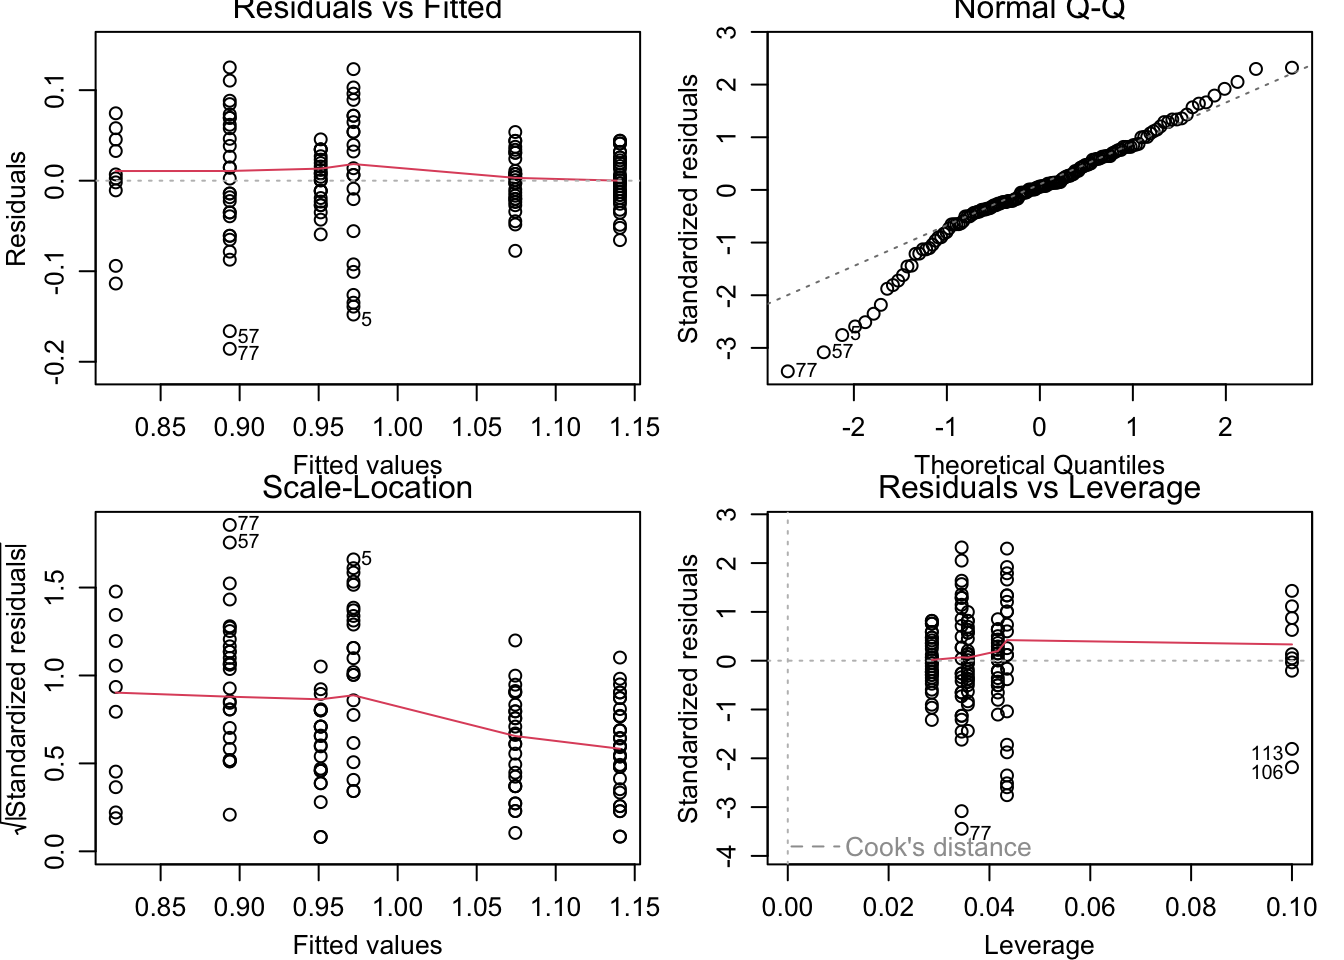 Residuals vs Fitted
Residuals
0.1
0.0
-0.1
-0.2
57
77
5
0.85 0.90 0.95 1.00 1.05 1.10 1.15
Fitted values
Normal Q-Q
Standardized residuals
3
2
1
0
-1
-2
-3
77
57
5
-2 -1 0 1 2
Theoretical Quantiles
Scale-Location
√|Standardized residuals|
1.5
1.0
0.5
0.0
77
57
5
0.85 0.90 0.95 1.00 1.05 1.10 1.15
Fitted values
Residuals vs Leverage
Standardized residuals
3
2
1
0
-1
-2
-3
-4
113
106
77
Cook's distance
0.00 0.02 0.04 0.06 0.08 0.10
Leverage